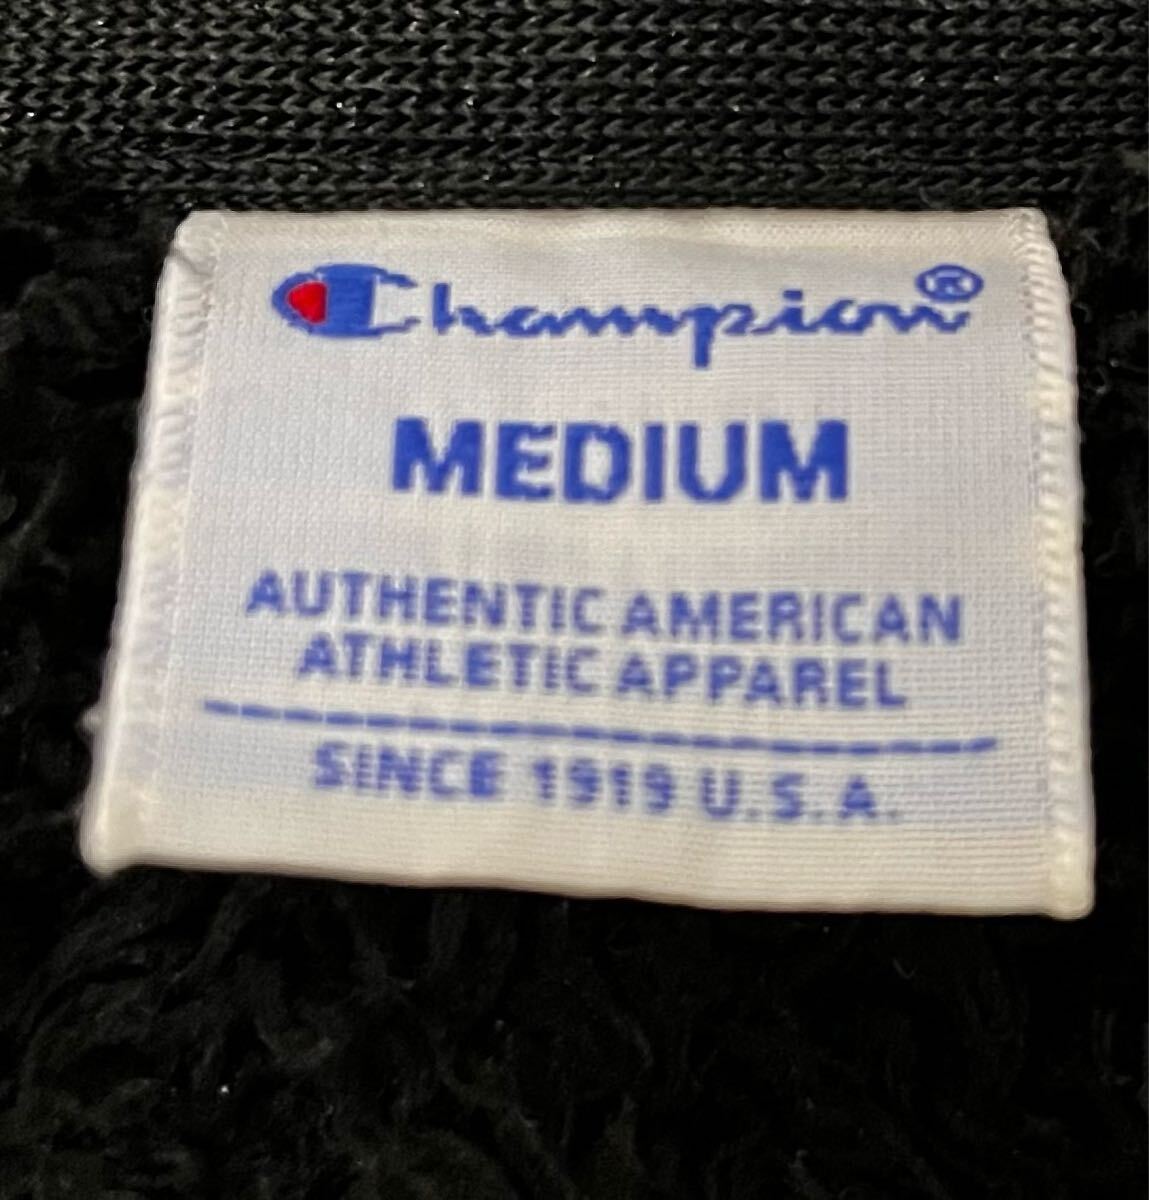 Champion®
MEDIUM
AUTHENTIC AMERICAN
ATHLETIC APPAREL
SINCE 1919 U.S.A.